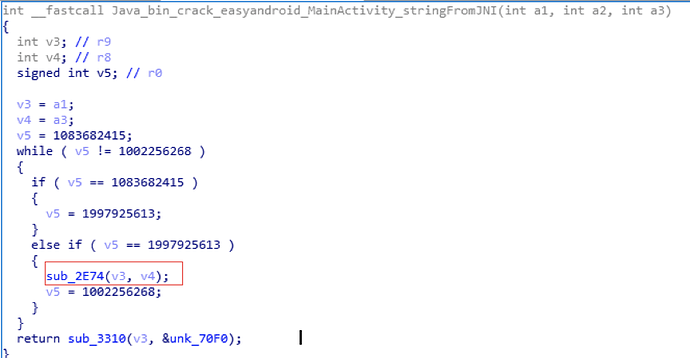 int __fastcall Java_bin_crack_easyandroid_MainActivity_stringFromJNI(int a1, int a2, int a3)
{
  int v3; // r9
  int v4; // r8
  signed int v5; // r0

  v3 = a1;
  v4 = a3;
  v5 = 1083682415;
  while ( v5 != 1002256268 )
  {
    if ( v5 == 1083682415 )
    {
      v5 = 1997925613;
    }
    else if ( v5 == 1997925613 )
    {
      sub_2E74(v3, v4);
      v5 = 1002256268;
    }
  }
  return sub_3310(v3, &unk_70F0);
}